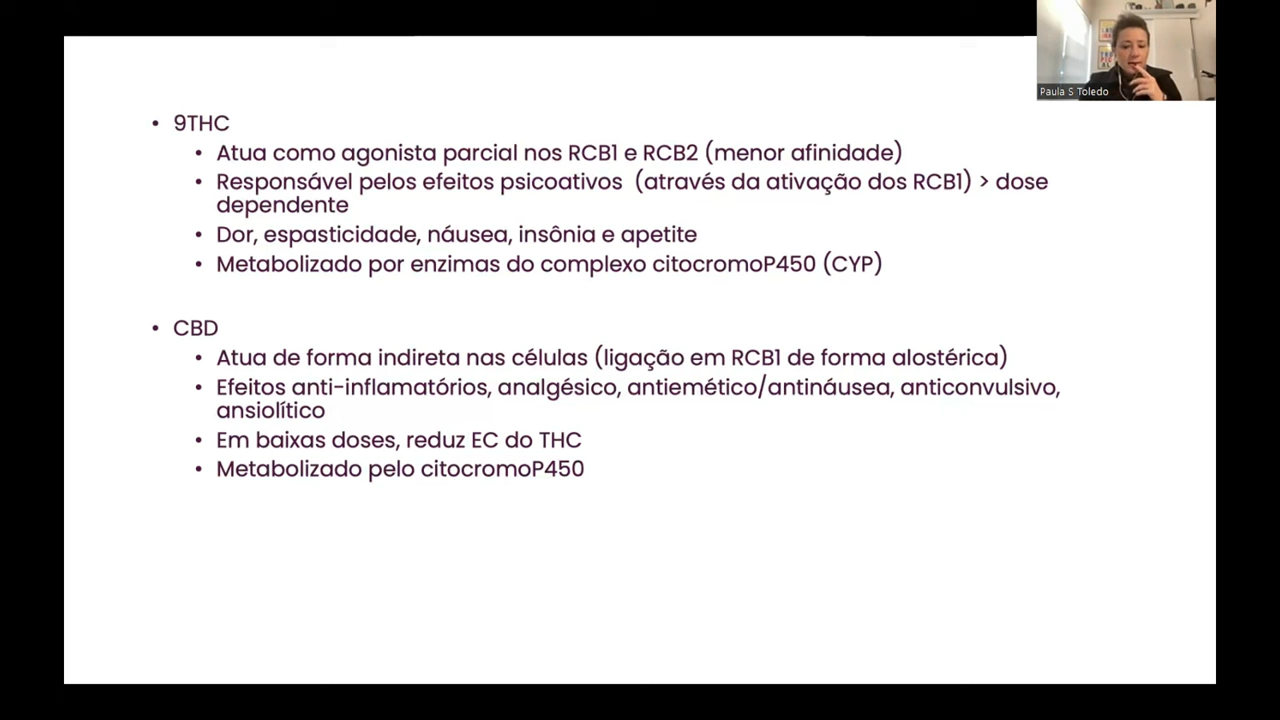 Paula S Toledo
• 9THC
• Atua como agonista parcial nos RCB1 e RCB2 (menor afinidade)
• Responsável pelos efeitos psicoativos (através da ativação dos RCB1) > dose
dependente
• Dor, espasticidade, náusea, insônia e apetite
• Metabolizado por enzimas do complexo citocromoP450 (CYP)
• CBD
• Atua de forma indireta nas células (ligação em RCB1 de forma alostérica)
• Efeitos anti-inflamatórios, analgésico, antiemético/antináusea, anticonvulsivo,
ansiolítico
• Em baixas doses, reduz EC do THC
• Metabolizado pelo citocromoP450